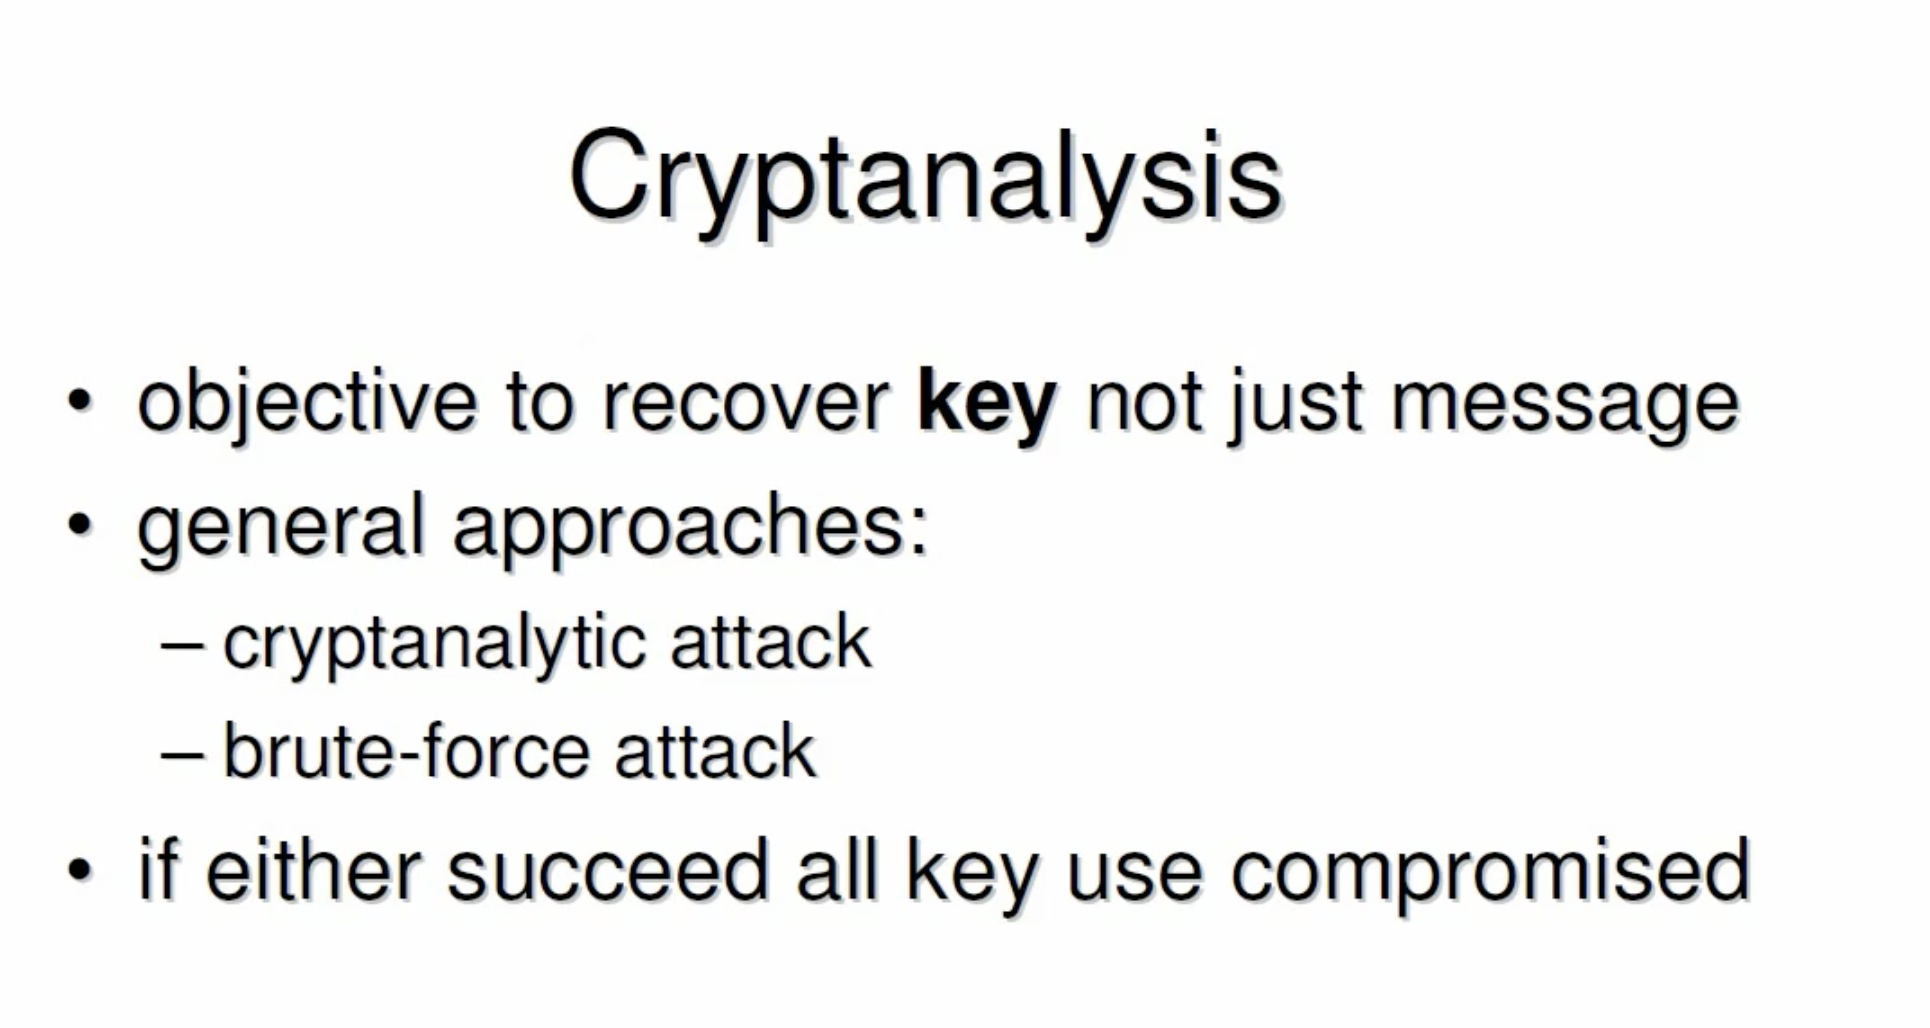 Cryptanalysis
• objective to recover key not just message
• general approaches:
– cryptanalytic attack
– brute-force attack
• if either succeed all key use compromised